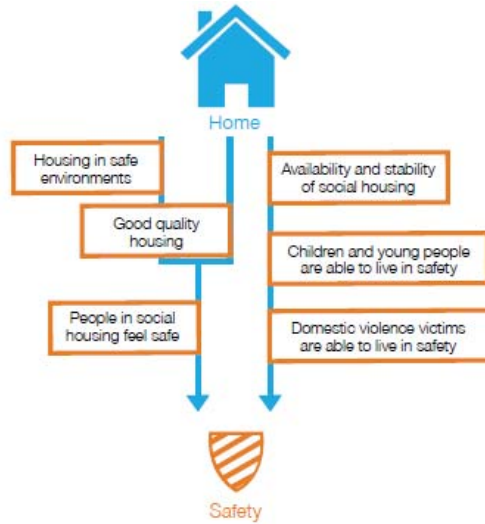 Home
Housing in safe
environments
Good quality
housing
People in social
housing feel safe
Availability and stability
of social housing
Children and young people
are able to live in safety
Domestic violence victims
are able to live in safety
Safety